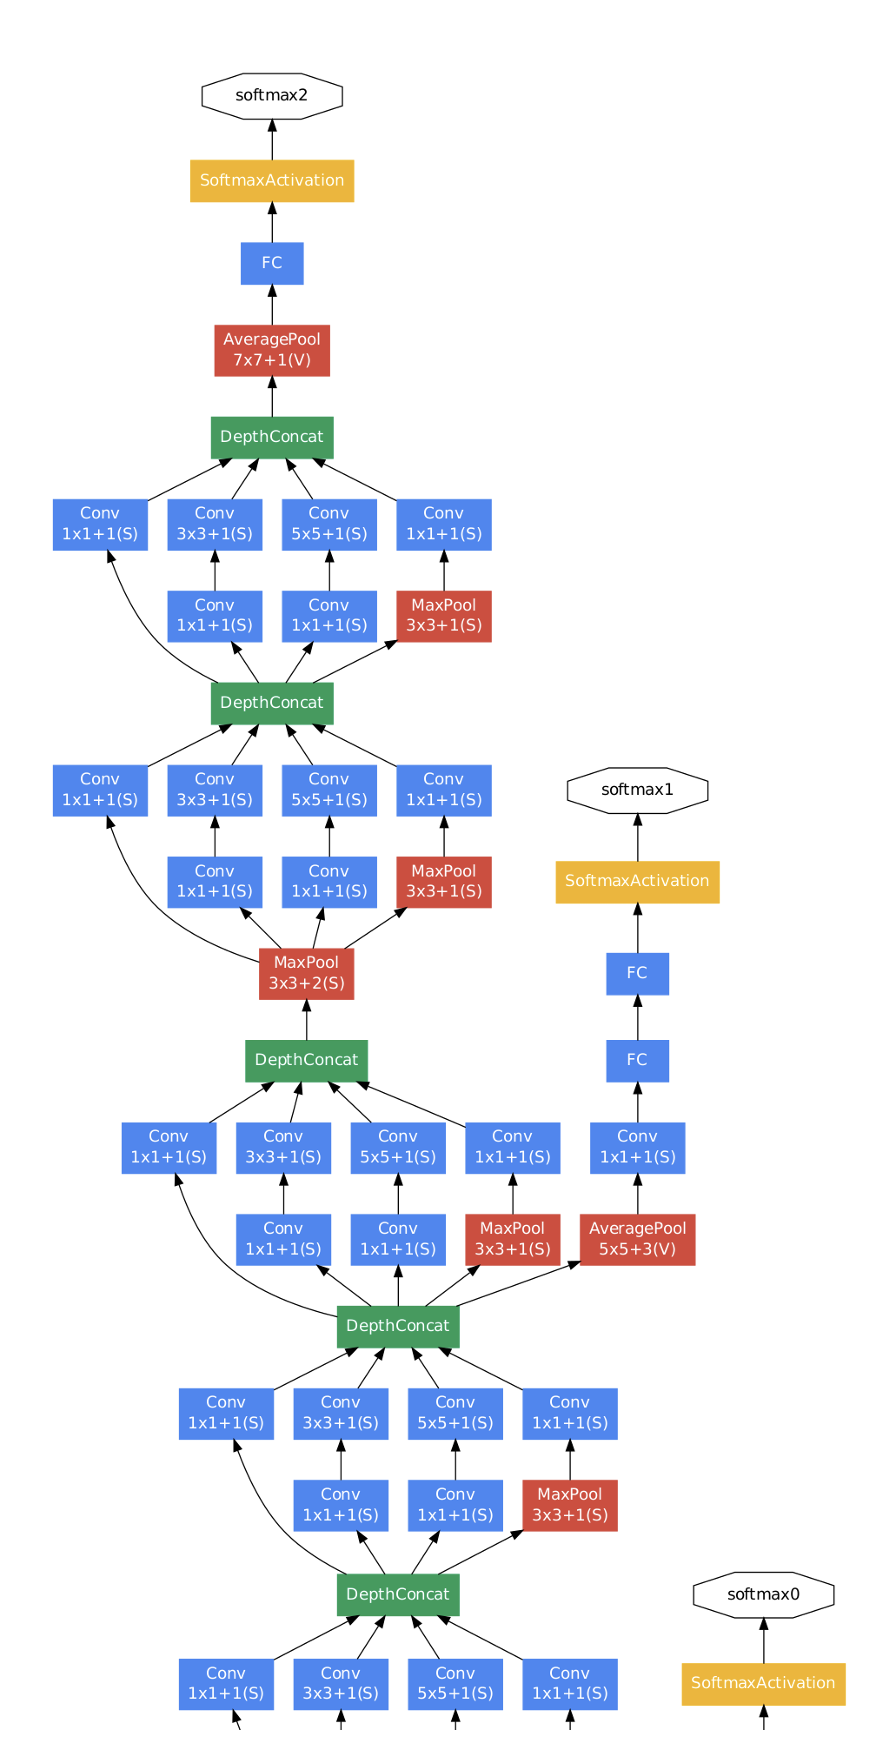 softmax2
SoftmaxActivation
FC
AveragePool
7x7+1(V)
DepthConcat
Conv Conv Conv Conv
1x1+1(S) 3x3+1(S) 5x5+1(S) 1x1+1(S)
Conv Conv MaxPool
1x1+1(S) 1x1+1(S) 3x3+1(S)
DepthConcat
Conv Conv Conv Conv
1x1+1(S) 3x3+1(S) 5x5+1(S) 1x1+1(S)
softmax1
Conv Conv MaxPool
1x1+1(S) 1x1+1(S) 3x3+1(S)
SoftmaxActivation
MaxPool
3x3+2(S)
FC
DepthConcat
FC
Conv Conv Conv Conv Conv
1x1+1(S) 3x3+1(S) 5x5+1(S) 1x1+1(S) 1x1+1(S)
Conv Conv MaxPool AveragePool
1x1+1(S) 1x1+1(S) 3x3+1(S) 5x5+3(V)
DepthConcat
Conv Conv Conv Conv
1x1+1(S) 3x3+1(S) 5x5+1(S) 1x1+1(S)
Conv Conv MaxPool
1x1+1(S) 1x1+1(S) 3x3+1(S)
DepthConcat
softmax0
Conv Conv Conv Conv
1x1+1(S) 3x3+1(S) 5x5+1(S) 1x1+1(S)
SoftmaxActivation